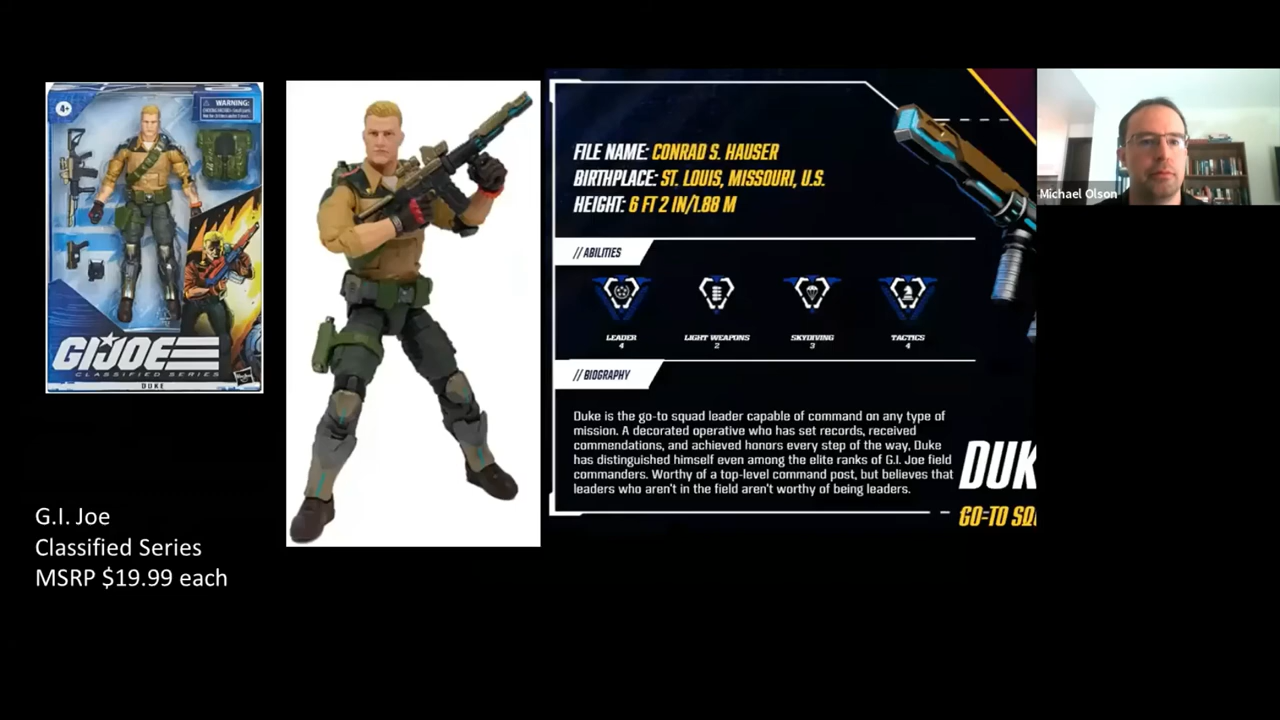 4+
WARNING:
GI JOE
CLASSIFIED SERIES
DUKE
Hasbro
G.I. Joe
Classified Series
MSRP $19.99 each
FILE NAME: CONRAD S. HAUSER
BIRTHPLACE: ST. LOUIS, MISSOURI, U.S.
HEIGHT: 6 FT 2 IN/1.88 M
// ABILITIES
LEADER
4
LIGHT WEAPONS
2
SKYDIVING
3
TACTICS
4
// BIOGRAPHY
Duke is the go-to squad leader capable of command on any type of
mission. A decorated operative who has set records, received
commendations, and achieved honors every step of the way, Duke
has distinguished himself even among the elite ranks of G.I. Joe field
commanders. Worthy of a top-level command post, but believes that
leaders who aren't in the field aren't worthy of being leaders.
DUK
GO-TO SQU
Michael Olson